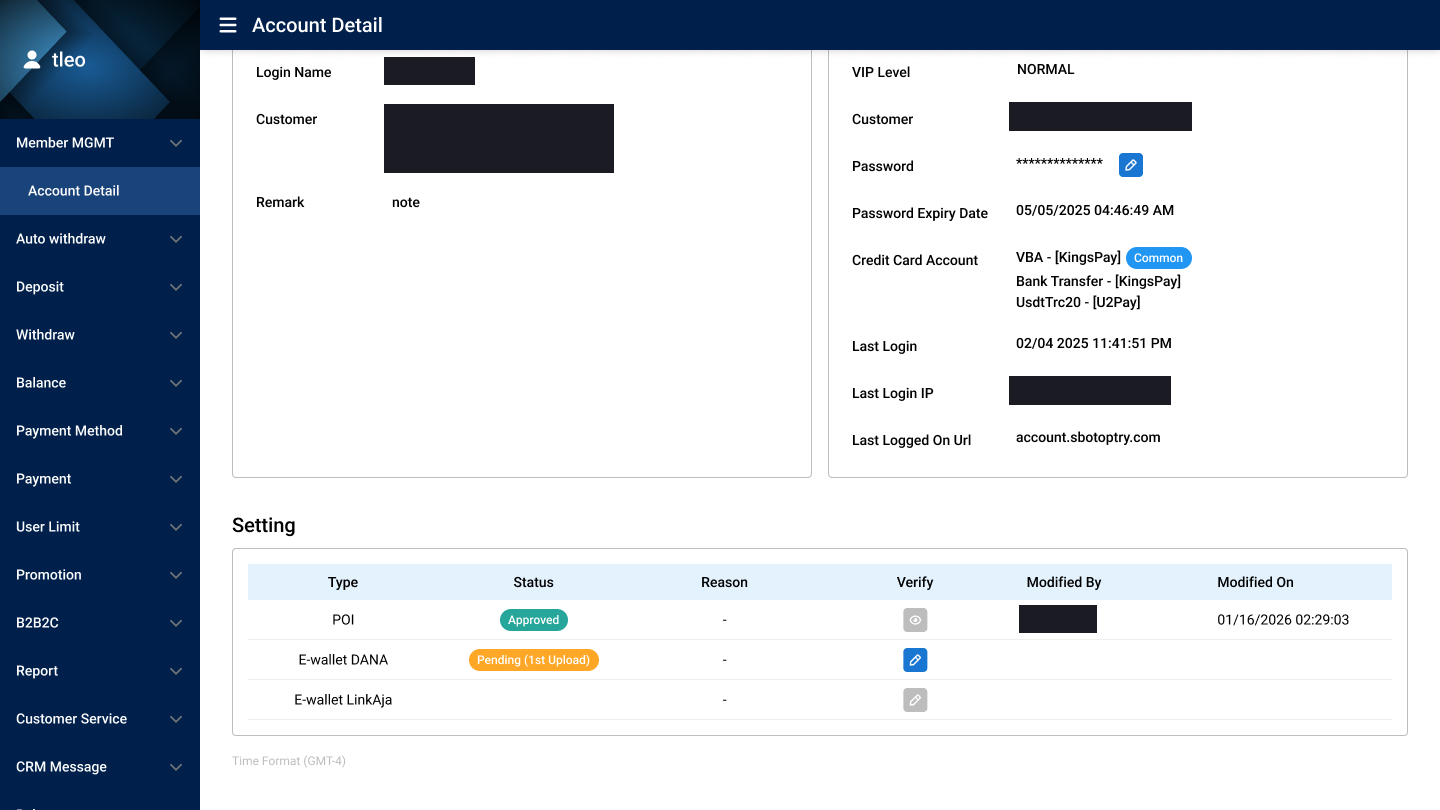 tleo
Account Detail
Member MGMT
Account Detail
Auto withdraw
Deposit
Withdraw
Balance
Payment Method
Payment
User Limit
Promotion
B2B2C
Report
Customer Service
CRM Message
Login Name
Customer
Remark note
VIP Level NORMAL
Customer
Password **************
Password Expiry Date 05/05/2025 04:46:49 AM
Credit Card Account VBA - [KingsPay] Common
Bank Transfer - [KingsPay]
UsdtTrc20 - [U2Pay]
Last Login 02/04 2025 11:41:51 PM
Last Login IP
Last Logged On Url account.sbotoptry.com
Setting
Type Status Reason Verify Modified By Modified On
POI Approved - 01/16/2026 02:29:03
E-wallet DANA Pending (1st Upload) -
E-wallet LinkAja -
Time Format (GMT-4)